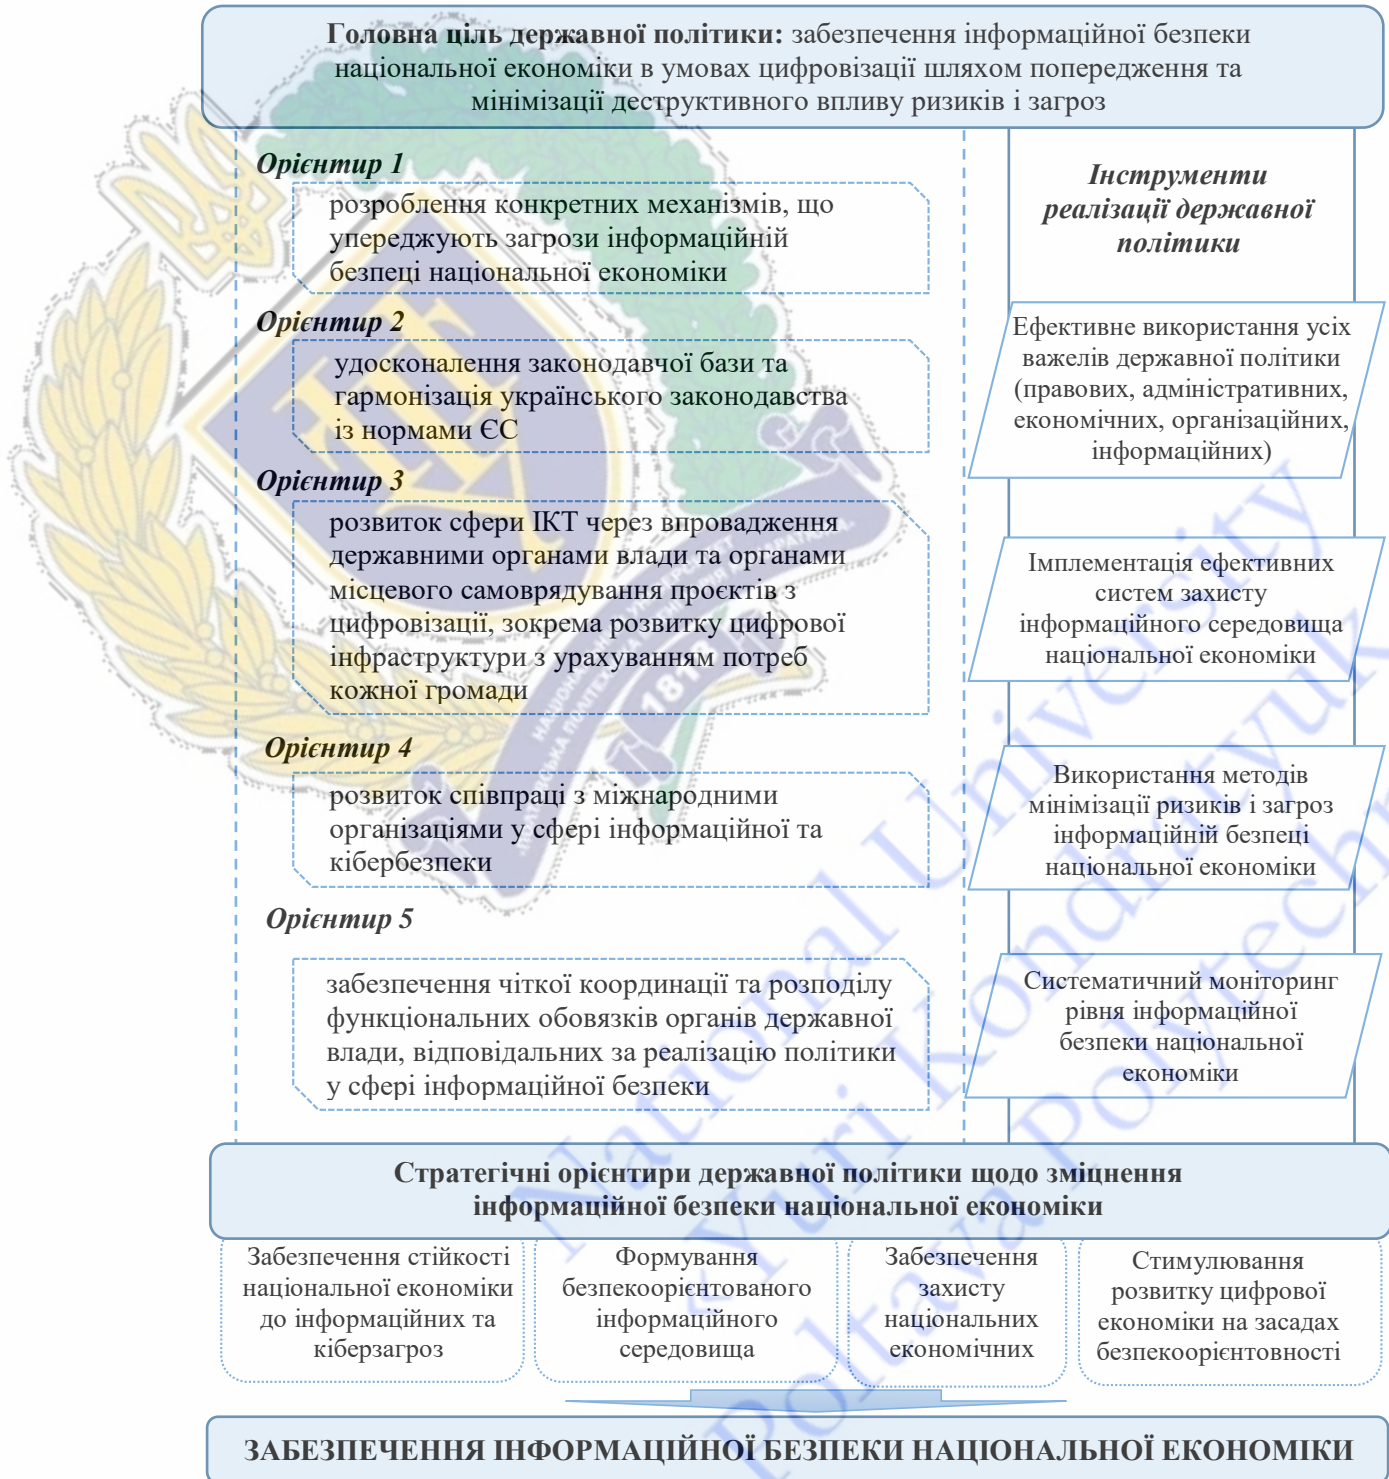 Головна ціль державної політики: забезпечення інформаційної безпеки
національної економіки в умовах цифровізації шляхом попередження та
мінімізації деструктивного впливу ризиків і загроз
Орієнтир 1
розроблення конкретних механізмів, що
упереджують загрози інформаційній
безпеці національної економіки
Орієнтир 2
удосконалення законодавчої бази та
гармонізація українського законодавства
із нормами ЄС
Орієнтир 3
розвиток сфери ІКТ через впровадження
державними органами влади та органами
місцевого самоврядування проєктів з
цифровізації, зокрема розвитку цифрової
інфраструктури з урахуванням потреб
кожної громади
Орієнтир 4
розвиток співпраці з міжнародними
організаціями у сфері інформаційної та
кібербезпеки
Орієнтир 5
забезпечення чіткої координації та розподілу
функціональних обовязків органів державної
влади, відповідальних за реалізацію політики
у сфері інформаційної безпеки
Інструменти
реалізації державної
політики
Ефективне використання усіх
важелів державної політики
(правових, адміністративних,
економічних, організаційних,
інформаційних)
Імплементація ефективних
систем захисту
інформаційного середовища
національної економіки
Використання методів
мінімізації ризиків і загроз
інформаційній безпеці
національної економіки
Систематичний моніторинг
рівня інформаційної
безпеки національної
економіки
Стратегічні орієнтири державної політики щодо зміцнення
інформаційної безпеки національної економіки
Забезпечення стійкості
національної економіки
до інформаційних та
кіберзагроз
Формування
безпекоорієнтованого
інформаційного
середовища
Забезпечення
захисту
національних
економічних
Стимулювання
розвитку цифрової
економіки на засадах
безпекоорієнтовності
ЗАБЕЗПЕЧЕННЯ ІНФОРМАЦІЙНОЇ БЕЗПЕКИ НАЦІОНАЛЬНОЇ ЕКОНОМІКИ
1818
National University
«Yuri Kondratyuk
Poltava Polytechn